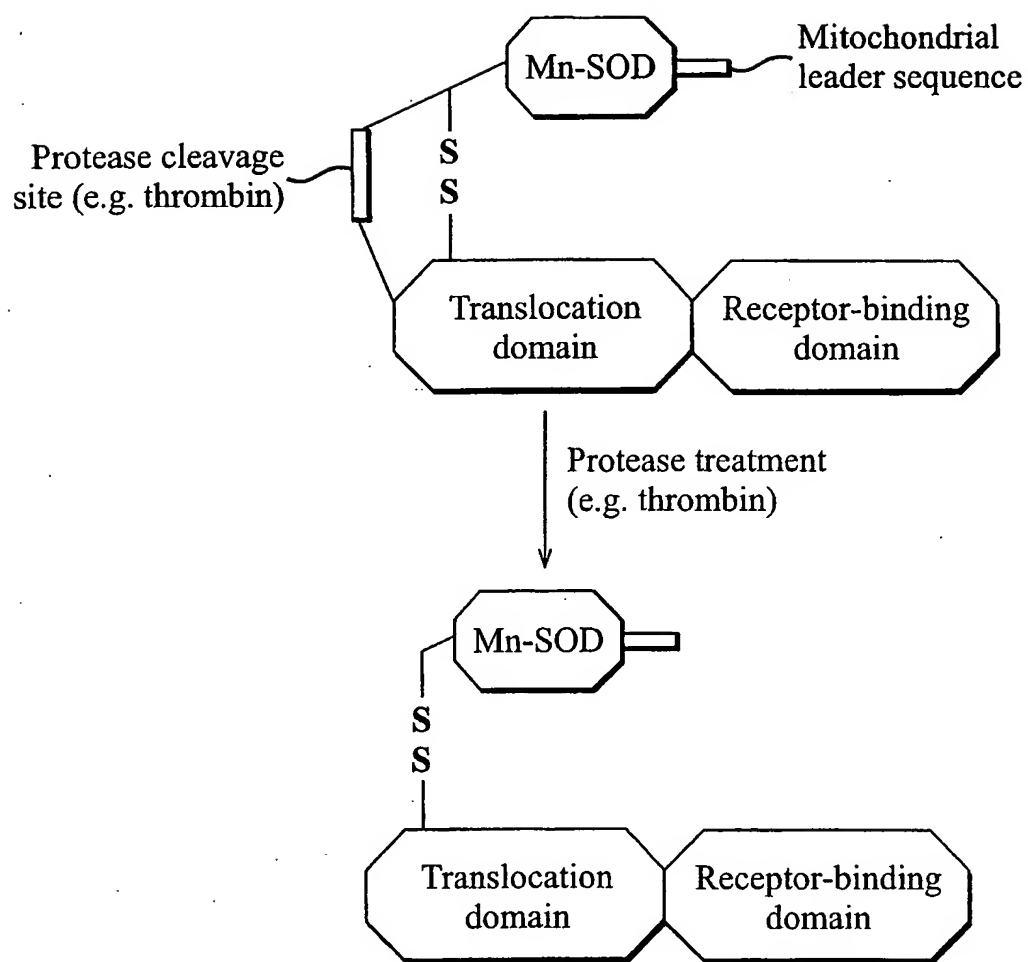 Mn-SOD
Mitochondrial
leader sequence
Protease cleavage
site (e.g. thrombin)
S
S
Translocation
domain
Receptor-binding
domain
Protease treatment
(e.g. thrombin)
Mn-SOD
S
S
Translocation
domain
Receptor-binding
domain